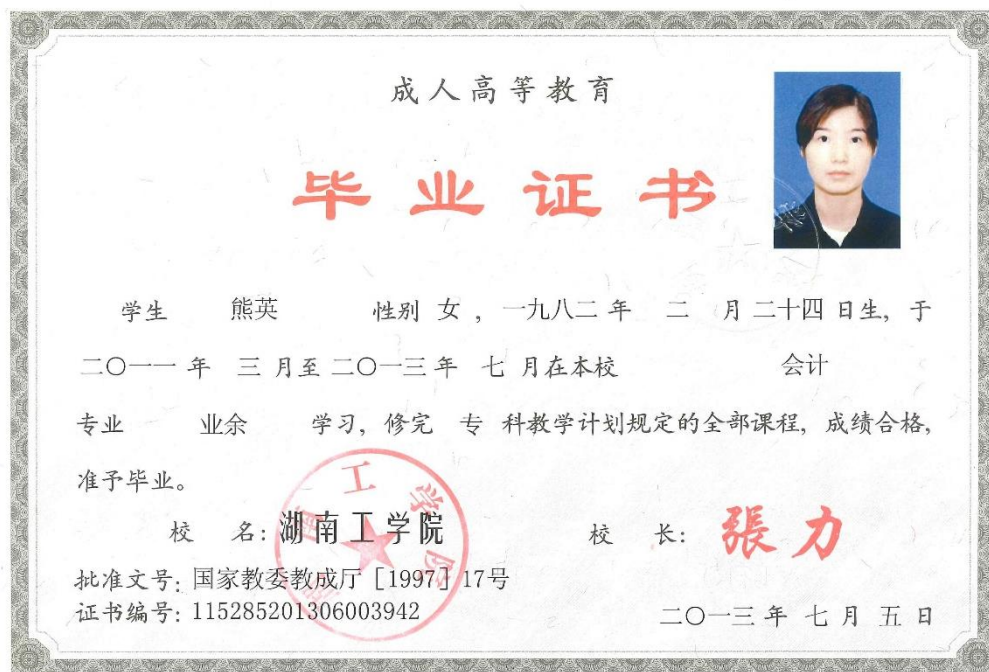 成人高等教育
毕业证书
学生 熊英 性别 女 ，一九八二 年 二 月 二十四 日生，于
二〇一一 年 三 月至 二〇一三 年 七 月在本校 会计
专业 业余 学习，修完 专 科教学计划规定的全部课程，成绩合格，
准予毕业。
校 名：湖南工学院 校 长：張力
批准文号：国家教委教成厅［1997］17号
证书编号：115285201306003942
二〇一三 年 七 月 五 日
湖南工学院